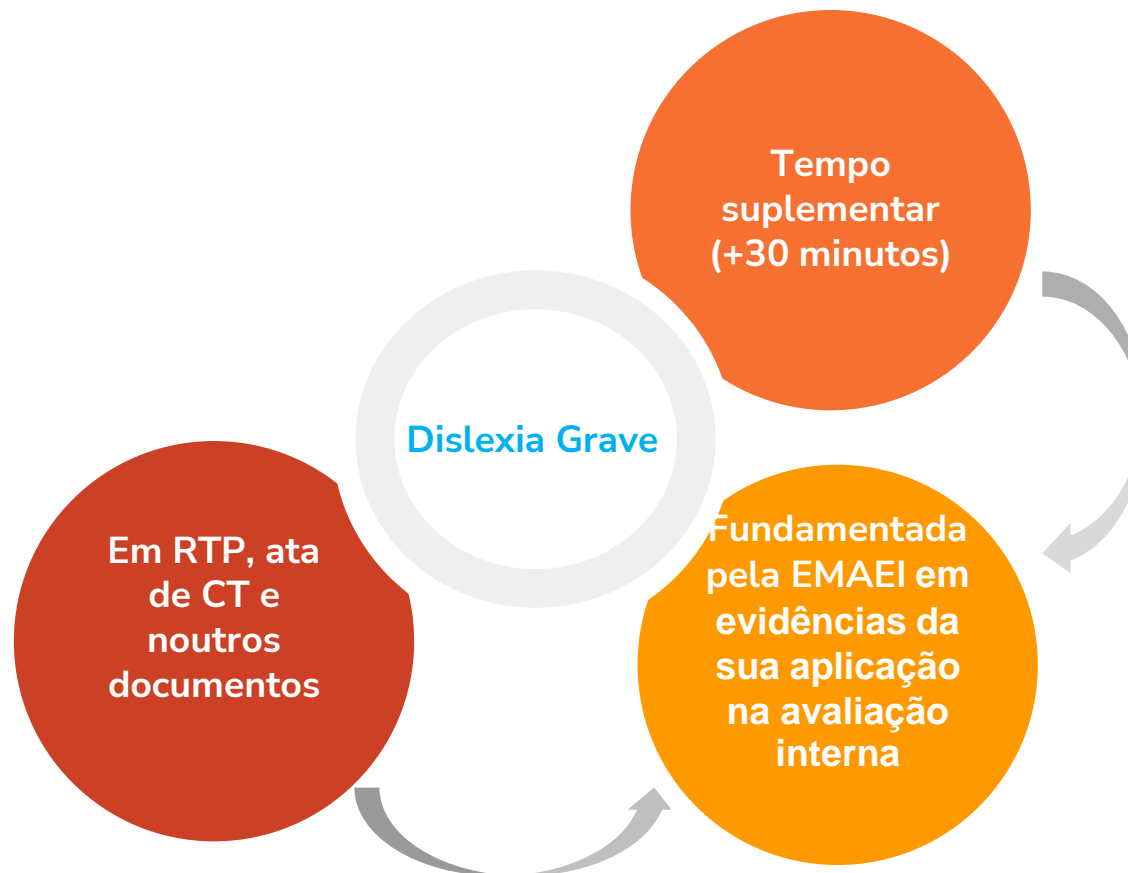 Tempo
suplementar
(+30 minutos)
Dislexia Grave
Em RTP, ata
de CT e
noutros
documentos
Fundamentada
pela EMAEI em
evidências da
sua aplicação
na avaliação
interna